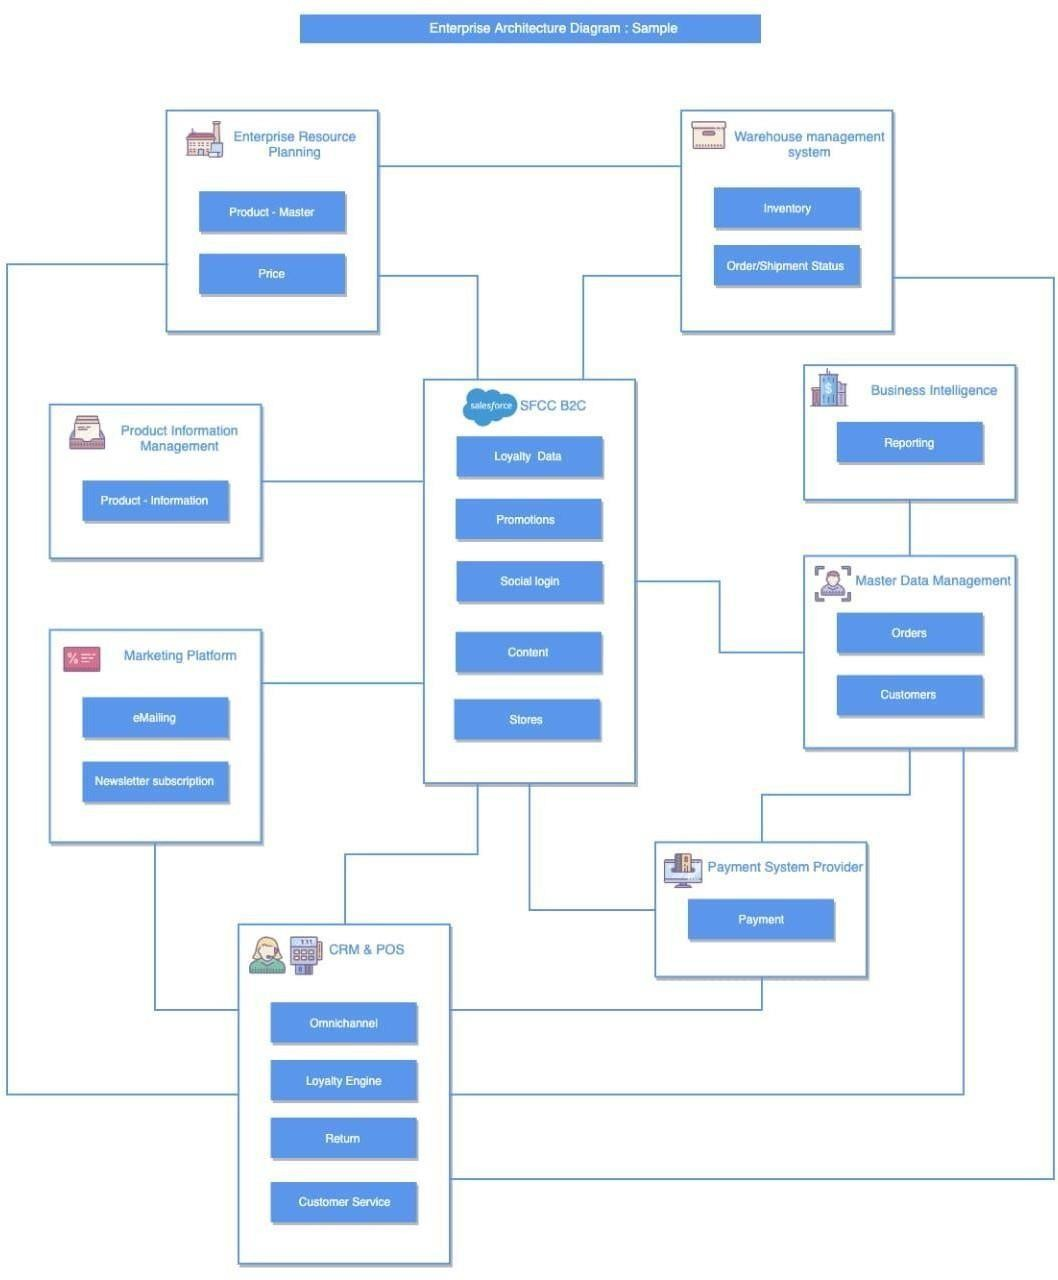 Enterprise Architecture Diagram : Sample
Enterprise Resource
Planning
Product - Master
Price
Warehouse management
system
Inventory
Order/Shipment Status
Product Information
Management
Product - Information
salesforce
SFCC B2C
Loyalty Data
Promotions
Social login
Content
Stores
Business Intelligence
Reporting
Master Data Management
Orders
Customers
Marketing Platform
eMailing
Newsletter subscription
Payment System Provider
Payment
CRM & POS
Omnichannel
Loyalty Engine
Return
Customer Service